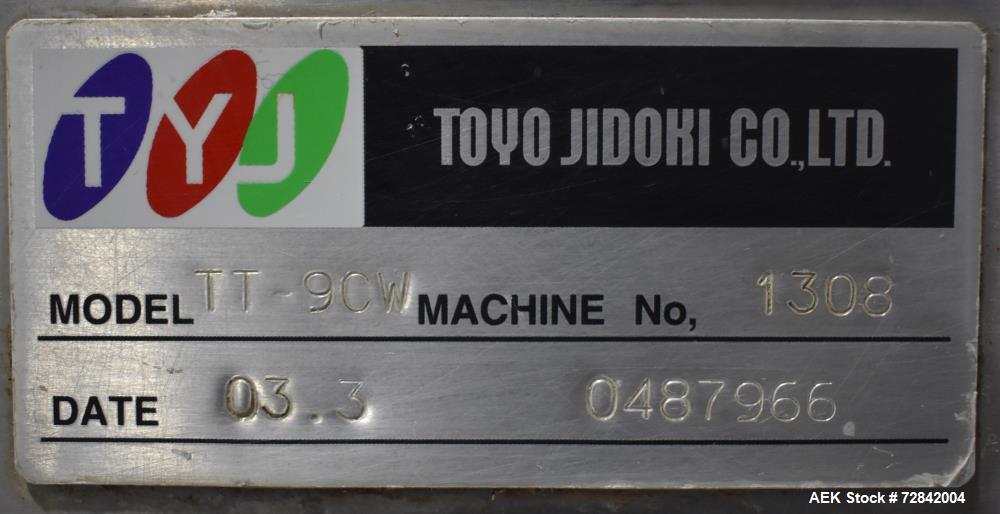 TYJ TOYO JIDOKI CO.,LTD.
MODEL TT-9CW MACHINE No, 1308
DATE 03.3 0487966
AEK Stock # 72842004